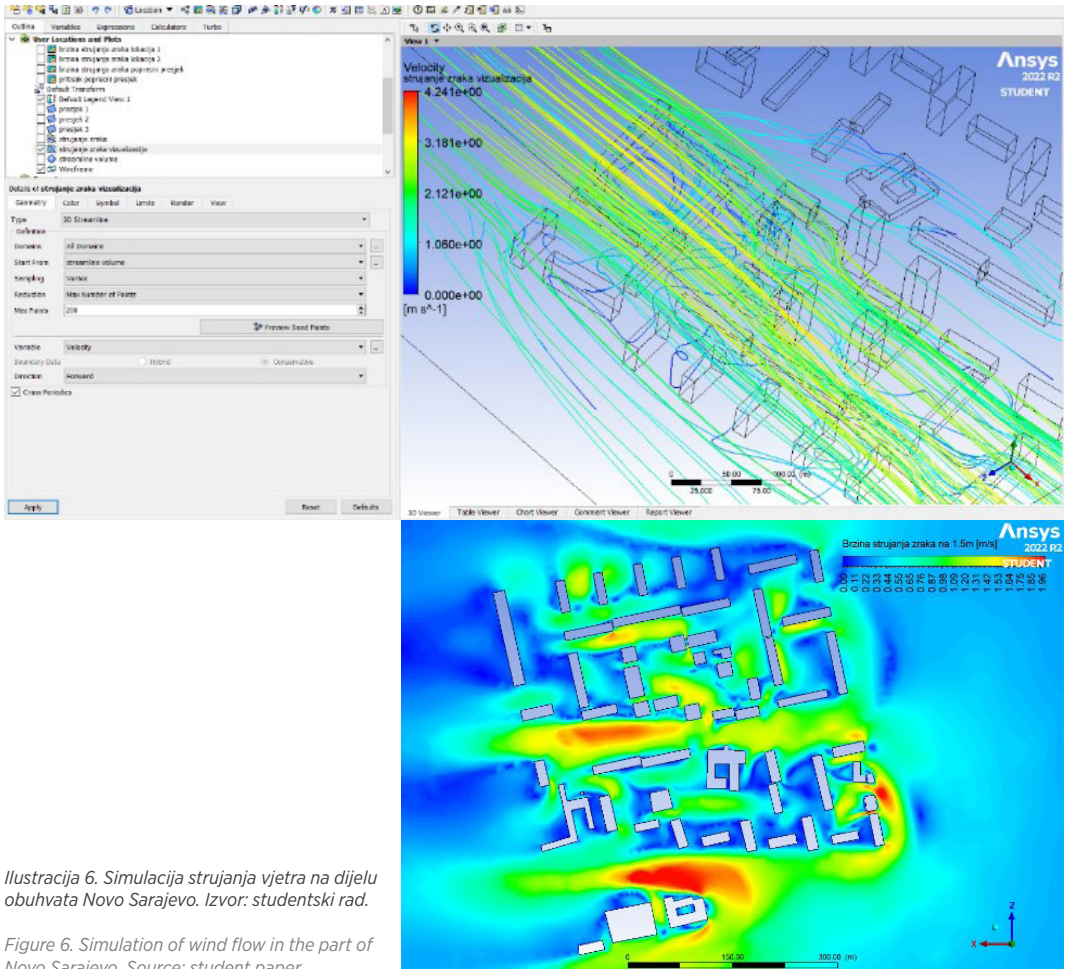 Location
Outline Variables Expressions Calculators Turbo
User Locations and Plots
brzina strujanja zraka lokacija 1
brzina strujanja zraka lokacija 2
brzina strujanja zraka poprecni presjek
pritisak poprecni presjek
Default Transform
Default Legend View 1
presjek 1
presjek 2
presjek 3
strujanje zraka
strujanje zraka vizualizacija
streamline volume
Wireframe
Details of strujanje zraka vizualizacija
Geometry Color Symbol Limits Render View
Type 3D Streamline
Definition
Domains All Domains
Start From streamline volume
Sampling Vertex
Reduction Max Number of Points
Max Points 200
Preview Seed Points
Variable Velocity
Boundary Data Hybrid Conservative
Direction Forward
Cross Periodics
Apply Reset Defaults
View 1
Velocity
strujanje zraka vizualizacija
4.241e+00
3.181e+00
2.121e+00
1.060e+00
0.000e+00
[m s^-1]
Ansys
2022 R2
STUDENT
0 50.00 100.00 (m)
25.000 75.00
Y
Z X
3D Viewer Table Viewer Chart Viewer Comment Viewer Report Viewer
Brzina strujanja zraka na 1.5m [m/s]
0.00 0.11 0.22 0.33 0.44 0.55 0.65 0.76 0.87 0.98 1.09 1.20 1.31 1.42 1.53 1.64 1.75 1.85 1.96
Ansys
2022 R2
STUDENT
Z
X
0 150.00 300.00 (m)
Ilustracija 6. Simulacija strujanja vjetra na dijelu
obuhvata Novo Sarajevo. Izvor: studentski rad.
Figure 6. Simulation of wind flow in the part of
Novo Sarajevo. Source: student paper.